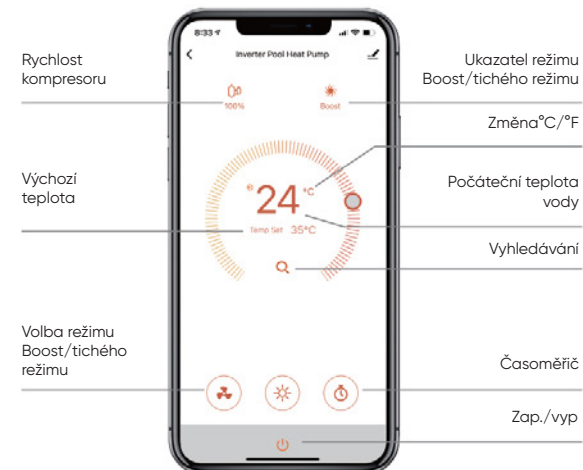 8:33
Inverter Pool Heat Pump
Rychlost
kompresoru
Ukazatel režimu
Boost/tichého režimu
100%
Boost
Změna°C/°F
Výchozí
teplota
24 °C
Počáteční teplota
vody
Temp Set 35°C
Vyhledávání
Volba režimu
Boost/tichého
režimu
Časoměřič
Zap./vyp